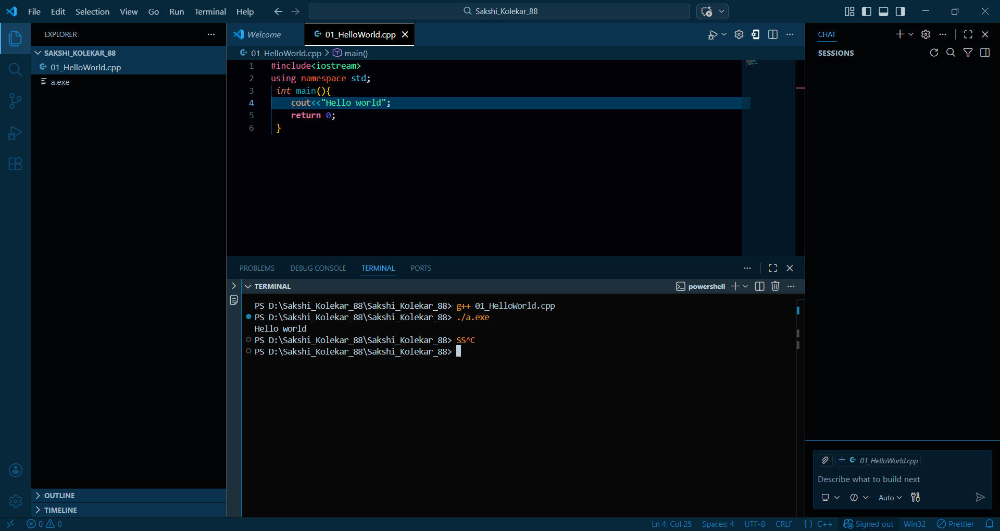 File Edit Selection View Go Run Terminal Help
Sakshi_Kolekar_88
EXPLORER
SAKSHI_KOLEKAR_88
01_HelloWorld.cpp
a.exe
OUTLINE
TIMELINE
Welcome
01_HelloWorld.cpp
01_HelloWorld.cpp > main()
1 #include<iostream>
2 using namespace std;
3 int main(){
4 cout<<"Hello world";
5 return 0;
6 }
PROBLEMS DEBUG CONSOLE TERMINAL PORTS
TERMINAL
powershell
PS D:\Sakshi_Kolekar_88\Sakshi_Kolekar_88> g++ 01_HelloWorld.cpp
PS D:\Sakshi_Kolekar_88\Sakshi_Kolekar_88> ./a.exe
Hello world
PS D:\Sakshi_Kolekar_88\Sakshi_Kolekar_88> SS^C
PS D:\Sakshi_Kolekar_88\Sakshi_Kolekar_88>
CHAT
SESSIONS
01_HelloWorld.cpp
Describe what to build next
Auto
0 0
Ln 4, Col 25 Spaces: 4 UTF-8 CRLF {} C++ Signed out Win32 Prettier